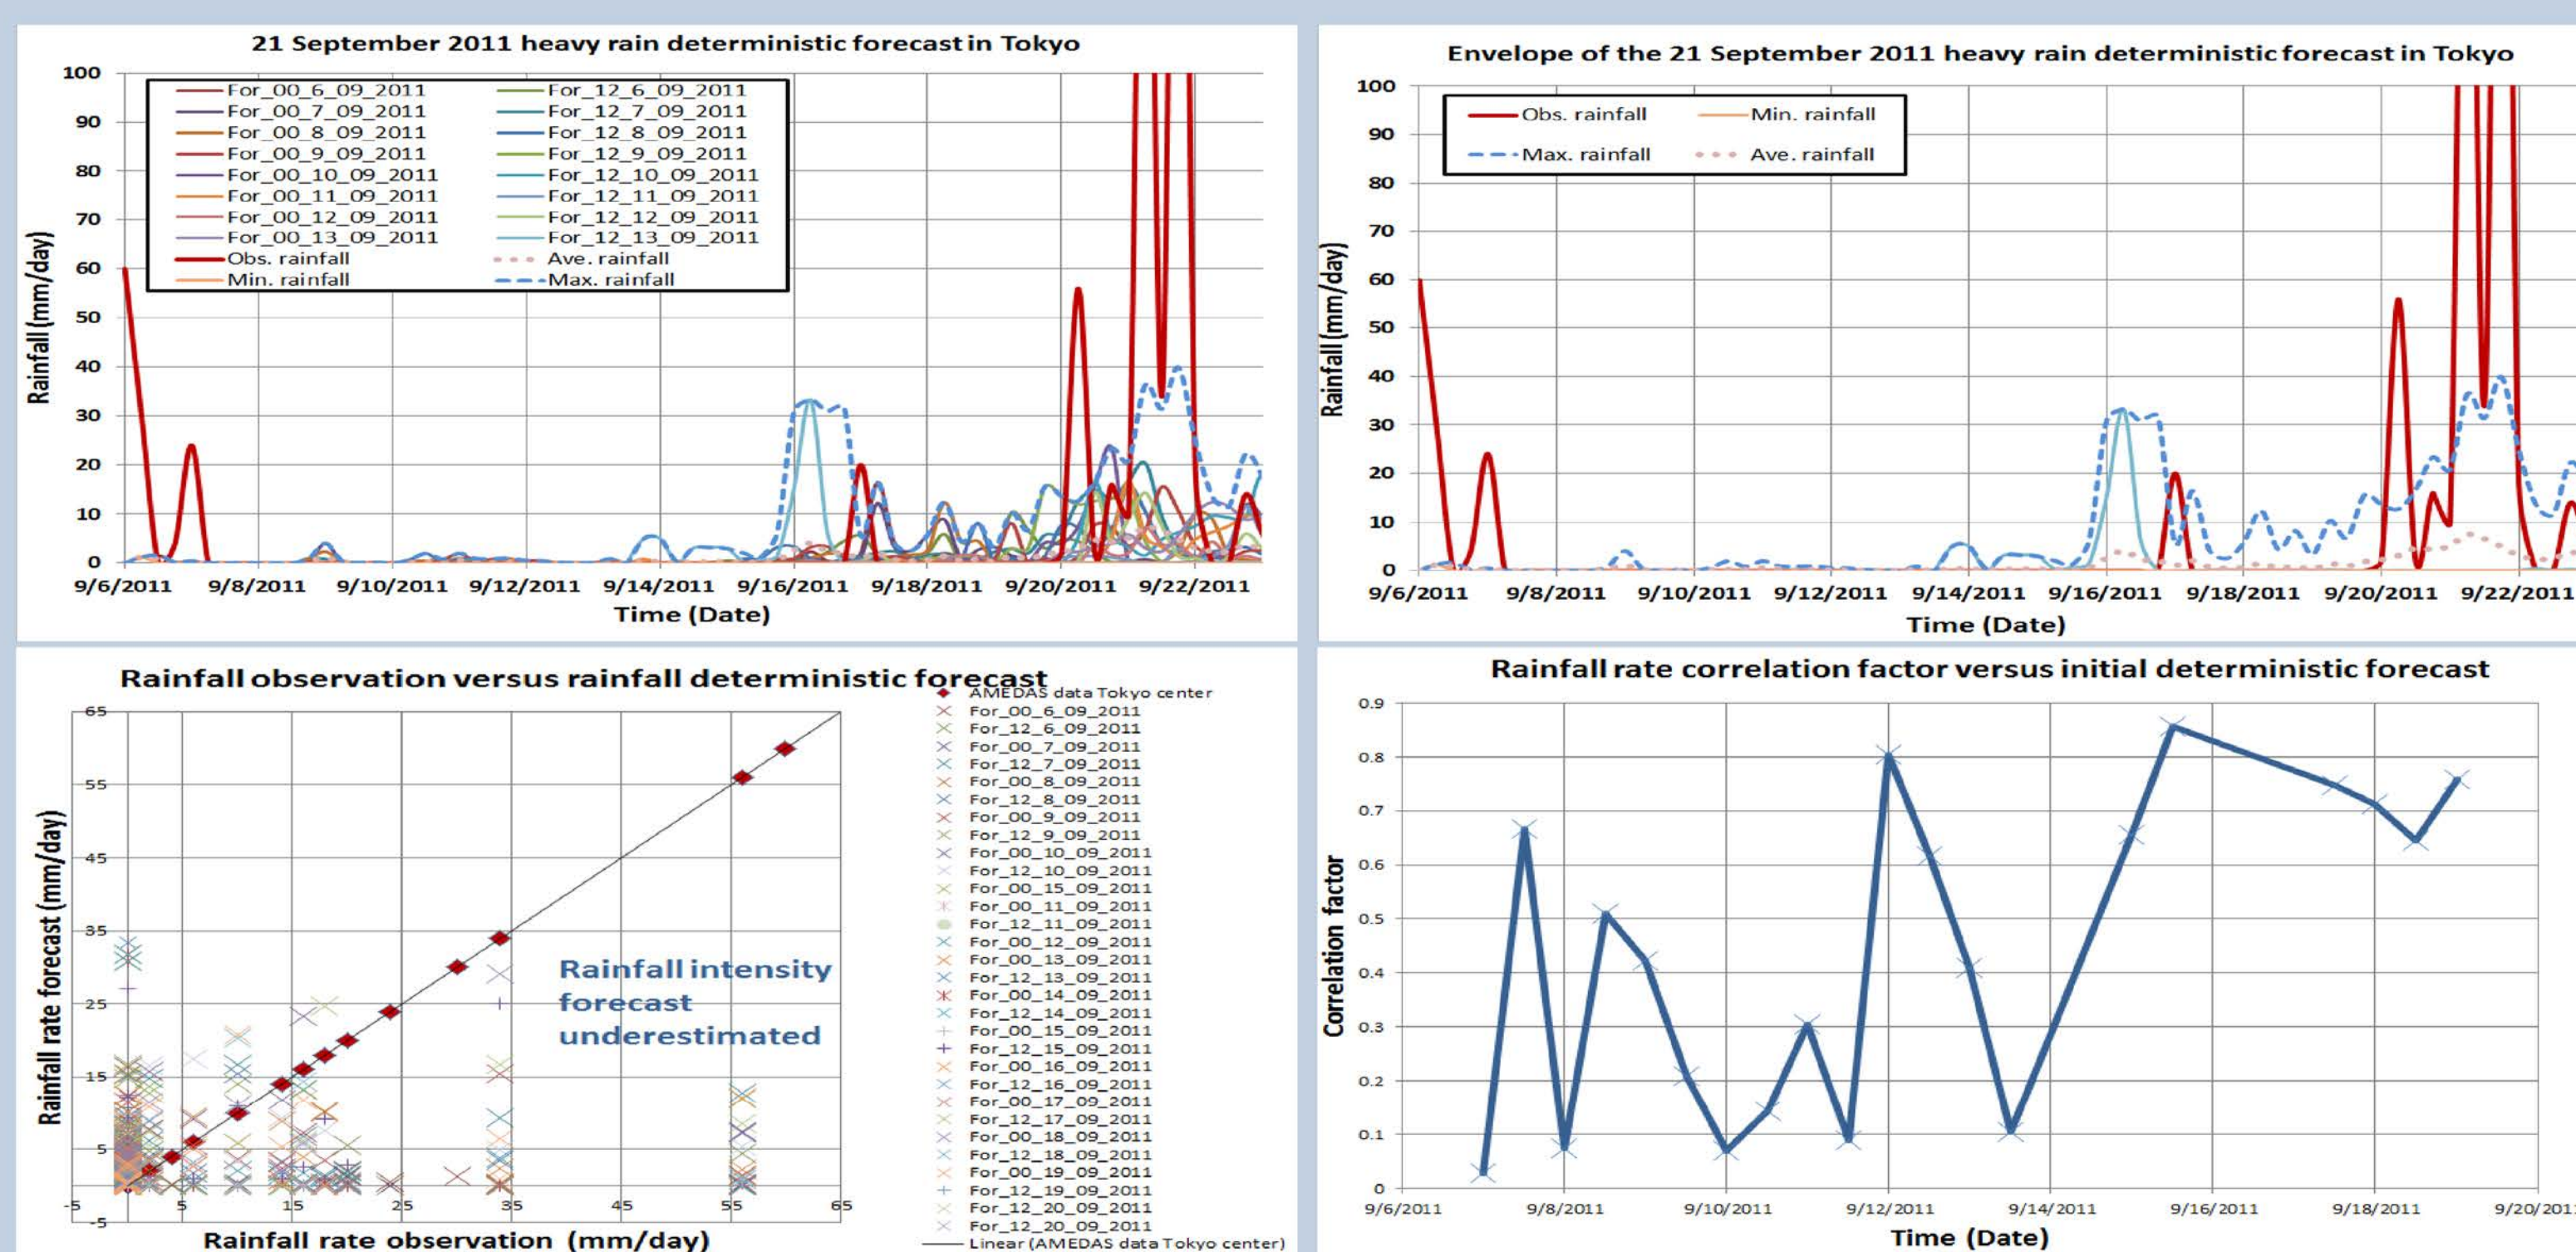 21 September 2011 heavy rain deterministic forecast in Tokyo
100
90
80
70
60
50
40
30
20
10
0
Rainfall (mm/day)
For_00_6_09_2011
For_12_6_09_2011
For_00_7_09_2011
For_12_7_09_2011
For_00_8_09_2011
For_12_8_09_2011
For_00_9_09_2011
For_12_9_09_2011
For_00_10_09_2011
For_12_10_09_2011
For_00_11_09_2011
For_12_11_09_2011
For_00_12_09_2011
For_12_12_09_2011
For_00_13_09_2011
For_12_13_09_2011
Obs. rainfall
Ave. rainfall
Min. rainfall
Max. rainfall
9/6/2011 9/8/2011 9/10/2011 9/12/2011 9/14/2011 9/16/2011 9/18/2011 9/20/2011 9/22/2011
Time (Date)
Envelope of the 21 September 2011 heavy rain deterministic forecast in Tokyo
100
90
80
70
60
50
40
30
20
10
0
Rainfall (mm/day)
Obs. rainfall
Min. rainfall
Max. rainfall
Ave. rainfall
9/6/2011 9/8/2011 9/10/2011 9/12/2011 9/14/2011 9/16/2011 9/18/2011 9/20/2011 9/22/2011
Time (Date)
Rainfall observation versus rainfall deterministic forecast
65
55
45
35
25
15
5
-5
Rainfall rate forecast (mm/day)
Rainfall intensity
forecast
underestimated
-5 5 15 25 35 45 55 65
Rainfall rate observation (mm/day)
AMEDAS data Tokyo center
For_00_6_09_2011
For_12_6_09_2011
For_00_7_09_2011
For_12_7_09_2011
For_00_8_09_2011
For_12_8_09_2011
For_00_9_09_2011
For_12_9_09_2011
For_00_10_09_2011
For_12_10_09_2011
For_00_15_09_2011
For_00_11_09_2011
For_12_11_09_2011
For_00_12_09_2011
For_00_13_09_2011
For_12_13_09_2011
For_00_14_09_2011
For_12_14_09_2011
For_00_15_09_2011
For_12_15_09_2011
For_00_16_09_2011
For_12_16_09_2011
For_00_17_09_2011
For_12_17_09_2011
For_00_18_09_2011
For_12_18_09_2011
For_00_19_09_2011
For_12_19_09_2011
For_12_20_09_2011
For_12_20_09_2011
Linear (AMEDAS data Tokyo center)
Rainfall rate correlation factor versus initial deterministic forecast
0.9
0.8
0.7
0.6
0.5
0.4
0.3
0.2
0.1
0
Correlation factor
9/6/2011 9/8/2011 9/10/2011 9/12/2011 9/14/2011 9/16/2011 9/18/2011 9/20/201
Time (Date)